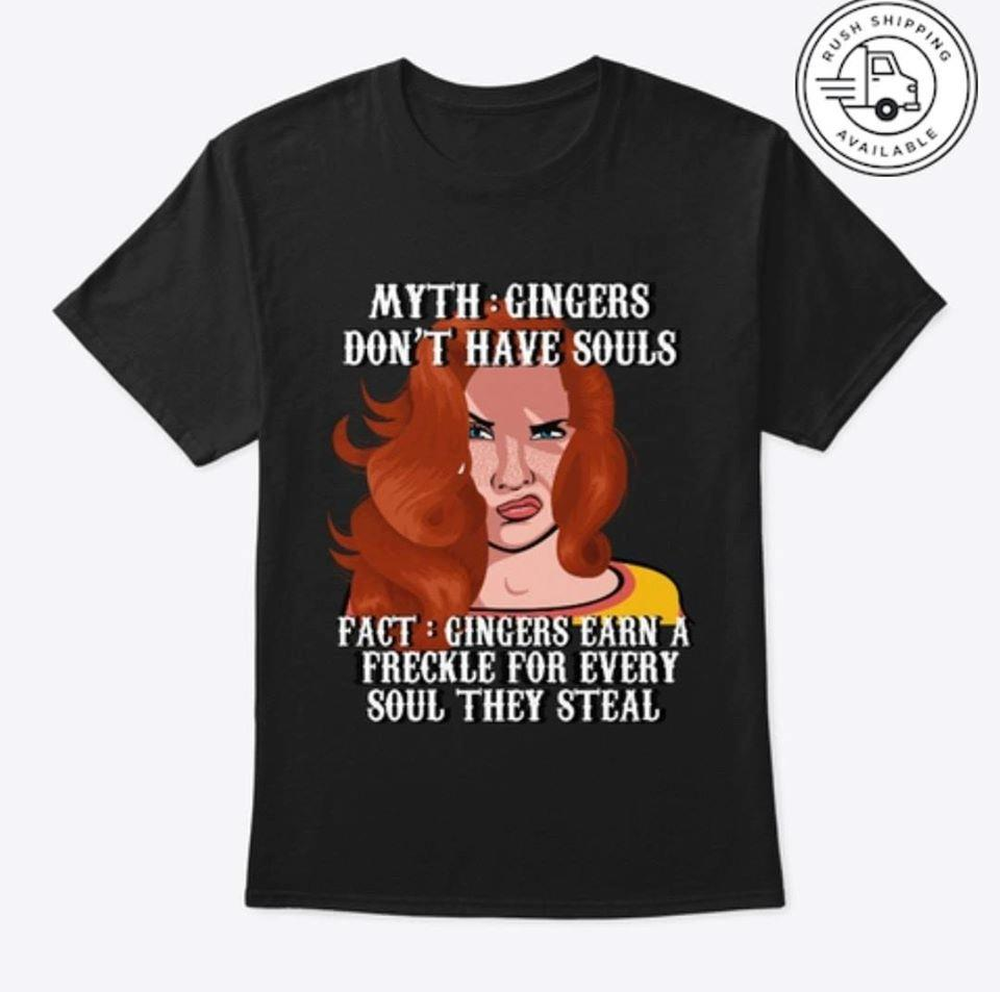 RUSH SHIPPING
AVAILABLE
MYTH : GINGERS
DON'T HAVE SOULS
FACT : GINGERS EARN A
FRECKLE FOR EVERY
SOUL THEY STEAL